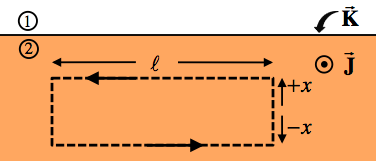 ① K⃗
②
ℓ ⊙ J⃗
+x
−x